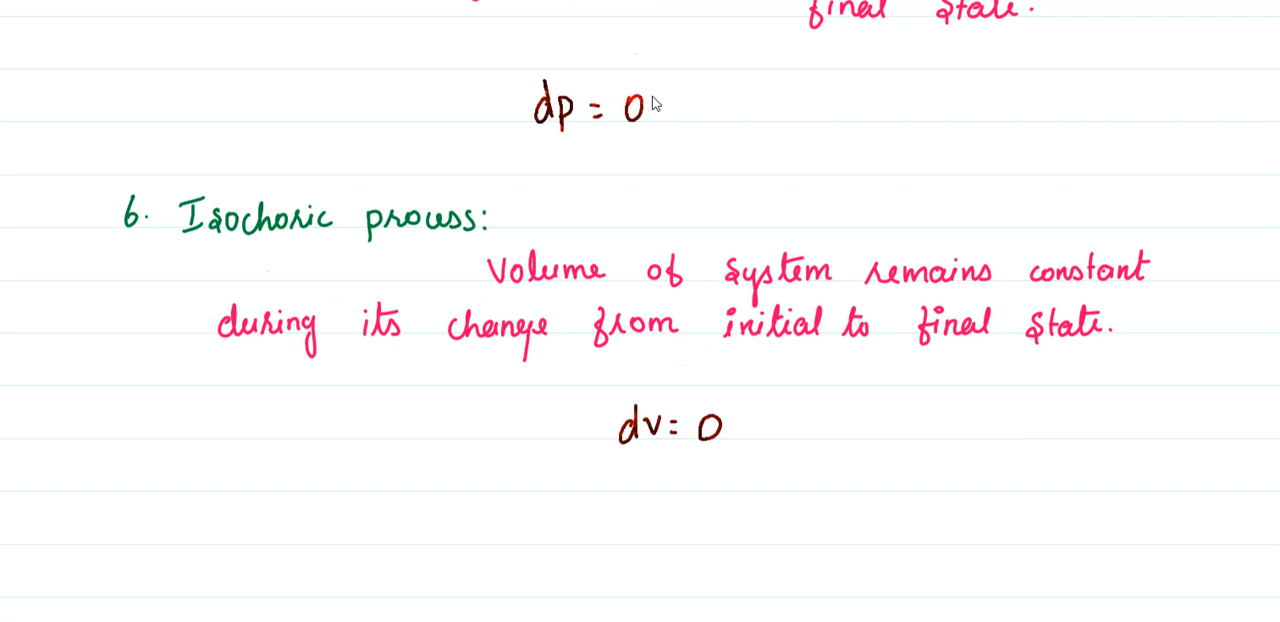 final state.
dp = 0
6. Isochoric process:
Volume of system remains constant
during its change from initial to final state.
dv = 0